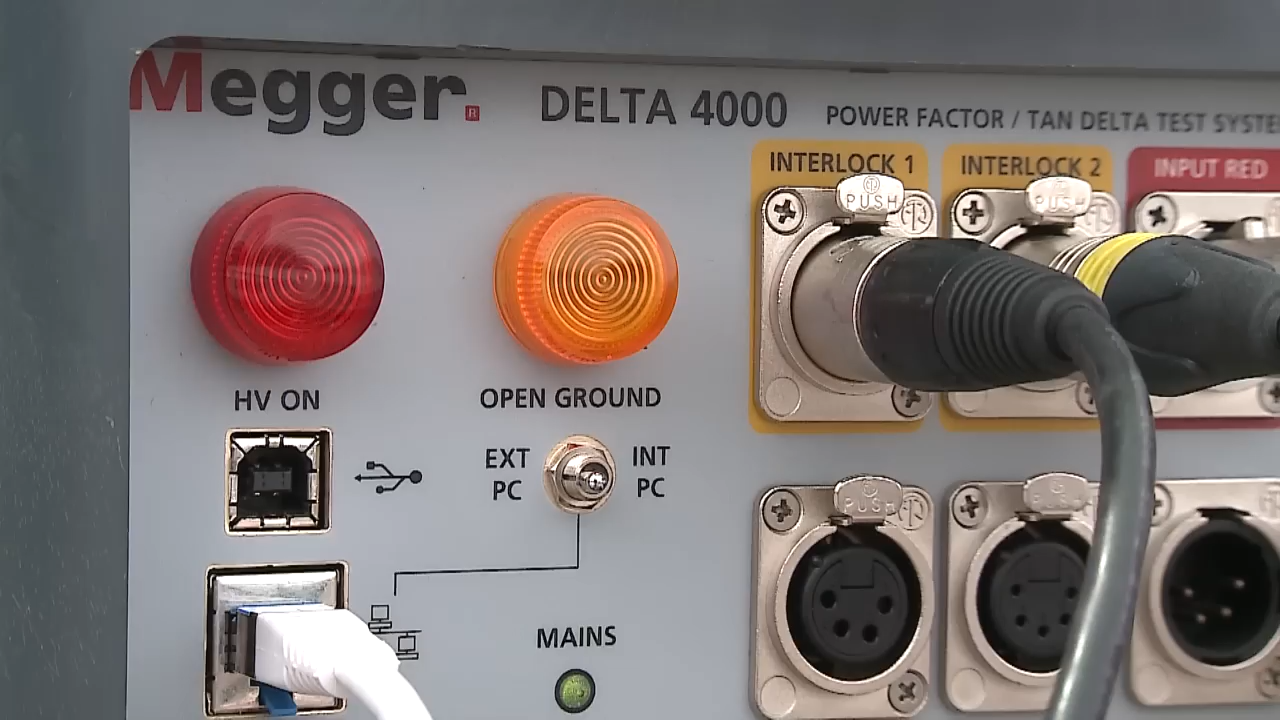 Megger.
DELTA 4000
POWER FACTOR / TAN DELTA TEST SYSTE
INTERLOCK 1
INTERLOCK 2
INPUT RED
PUSH
PUSH
HV ON
OPEN GROUND
EXT
PC
INT
PC
PUSH
MAINS